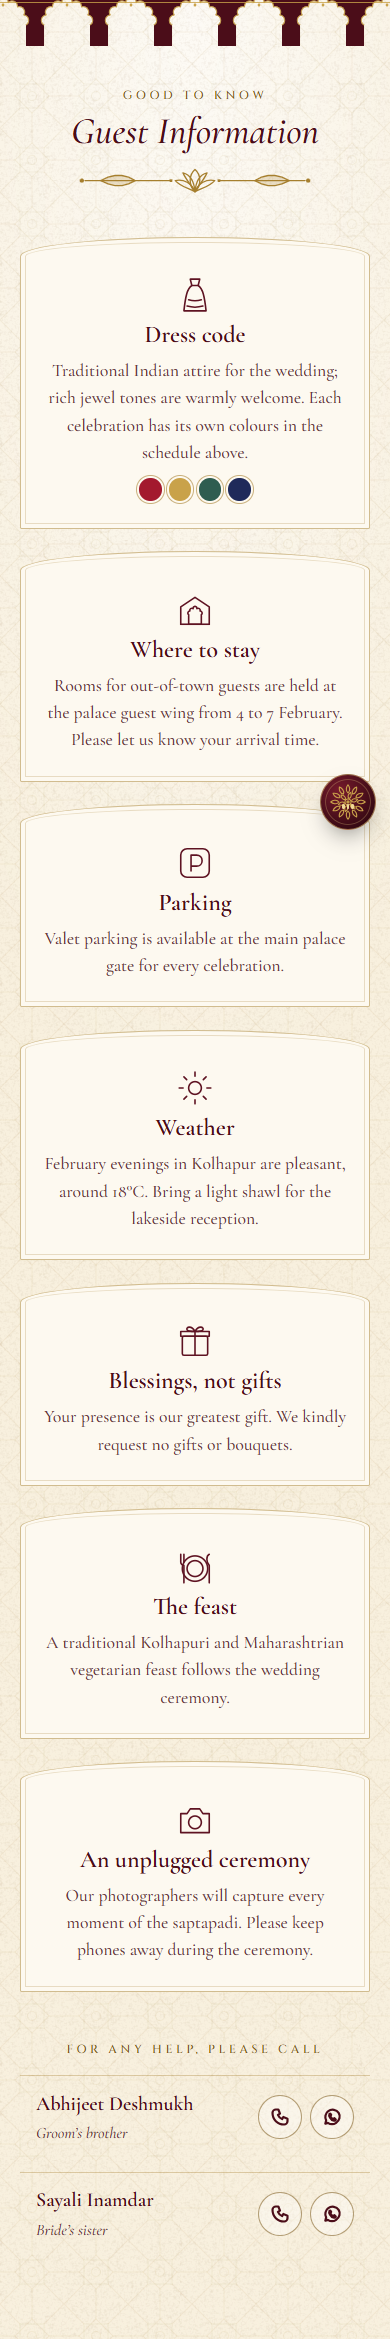 GOOD TO KNOW
Guest Information
Dress code
Traditional Indian attire for the wedding;
rich jewel tones are warmly welcome. Each
celebration has its own colours in the
schedule above.
Where to stay
Rooms for out-of-town guests are held at
the palace guest wing from 4 to 7 February.
Please let us know your arrival time.
P
Parking
Valet parking is available at the main palace
gate for every celebration.
Weather
February evenings in Kolhapur are pleasant,
around 18°C. Bring a light shawl for the
lakeside reception.
Blessings, not gifts
Your presence is our greatest gift. We kindly
request no gifts or bouquets.
The feast
A traditional Kolhapuri and Maharashtrian
vegetarian feast follows the wedding
ceremony.
An unplugged ceremony
Our photographers will capture every
moment of the saptapadi. Please keep
phones away during the ceremony.
FOR ANY HELP, PLEASE CALL
Abhijeet Deshmukh
Groom’s brother
Sayali Inamdar
Bride’s sister